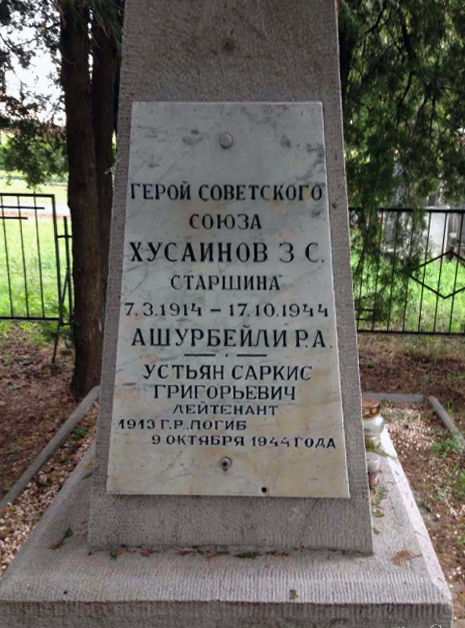 ГЕРОЙ СОВЕТСКОГО
СОЮЗА
ХУСАИНОВ З С.
СТАРШИНА
7.3.1914 – 17.10.1944
АШУРБЕЙЛИ Р.А.
УСТЬЯН САРКИС
ГРИГОРЬЕВИЧ
ЛЕЙТЕНАНТ
1913 Г.Р., ПОГИБ
9 ОКТЯБРЯ 1944 ГОДА